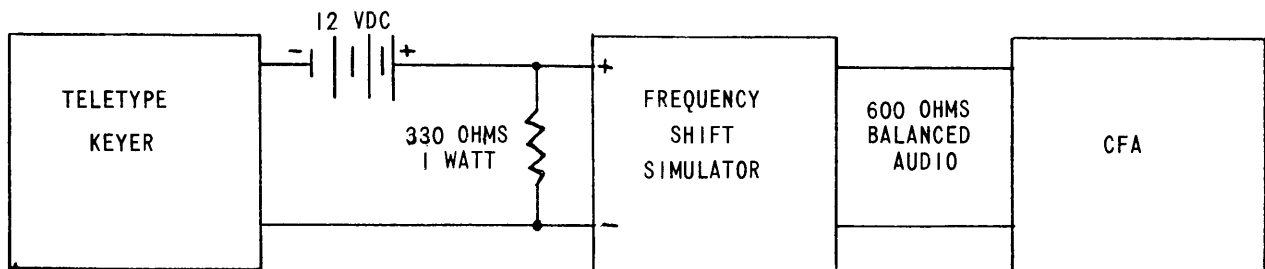 12 VDC
- +
TELETYPE
KEYER
330 OHMS
1 WATT
+
-
FREQUENCY
SHIFT
SIMULATOR
600 OHMS
BALANCED
AUDIO
CFA